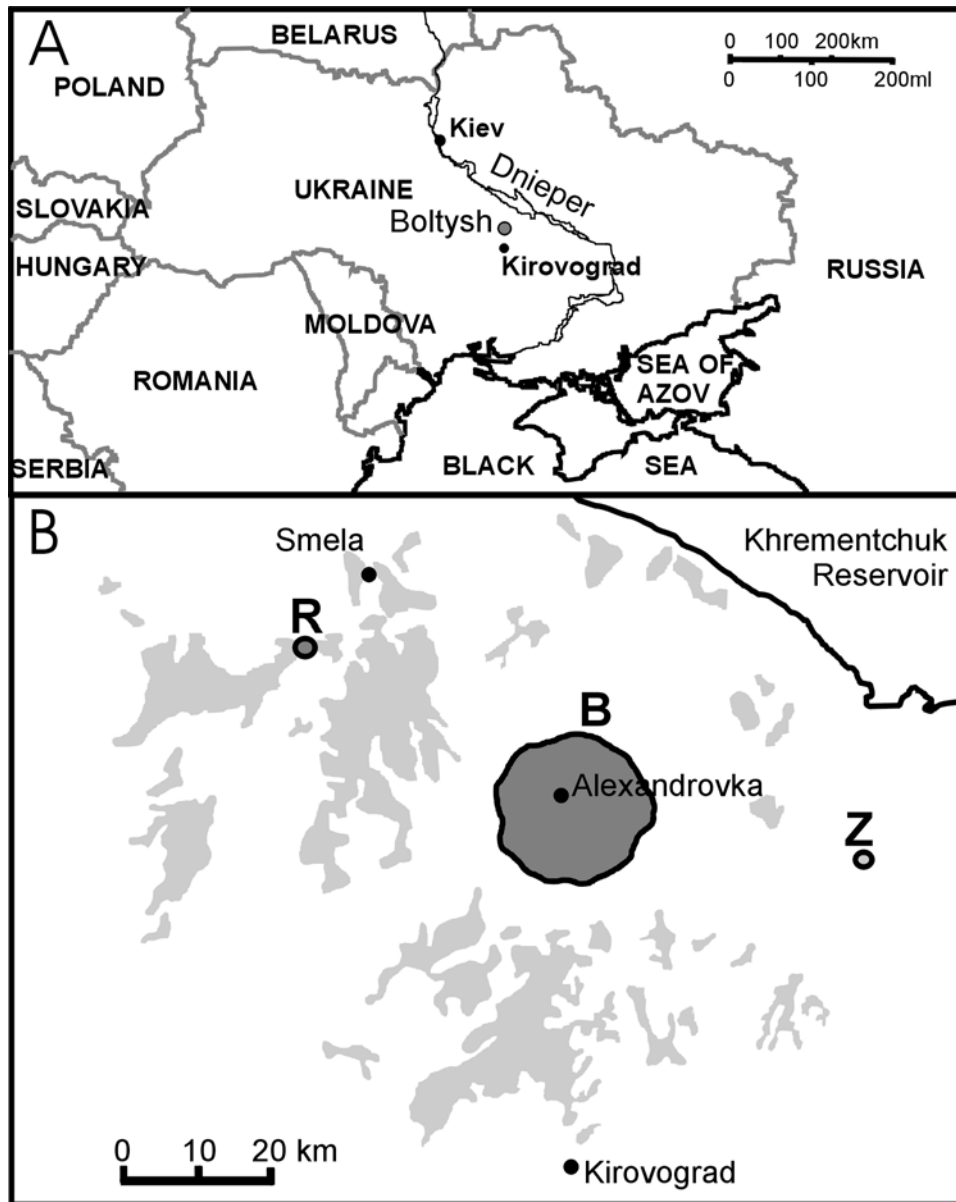 A
BELARUS
POLAND
0 100 200km
0 100 200ml
Kiev
Dnieper
UKRAINE
SLOVAKIA
Boltysh
HUNGARY
Kirovograd
RUSSIA
MOLDOVA
ROMANIA
SEA OF
AZOV
SERBIA
BLACK
SEA
B
Smela
Khrementchuk
Reservoir
R
B
Alexandrovka
Z
0 10 20 km
Kirovograd